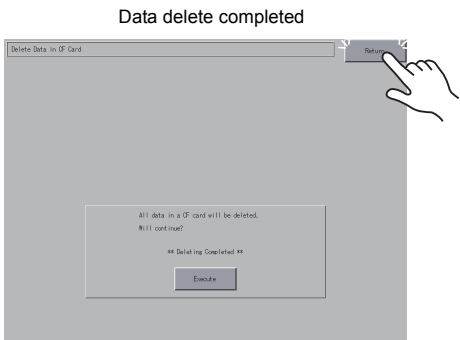 Data delete completed
Delete Data in CF Card
Return
All data in a CF card will be deleted.
Will continue?
** Deleting Completed **
Execute